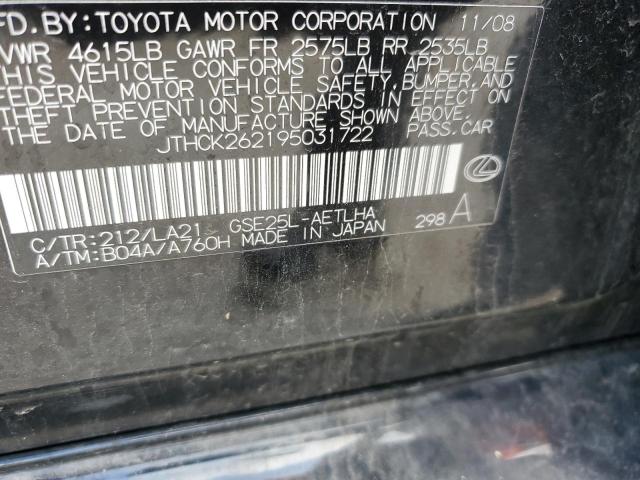 FD.BY:TOYOTA MOTOR CORPORATION 11/08
VWR 4615LB GAWR FR 2575LB RR 2535LB
THIS VEHICLE CONFORMS TO ALL APPLICABLE
FEDERAL MOTOR VEHICLE SAFETY,BUMPER,AND
THEFT PREVENTION STANDARDS IN EFFECT ON
THE DATE OF MANUFACTURE SHOWN ABOVE.
JTHCK262195031722 PASS.CAR
C/TR:212/LA21 GSE25L-AETLHA
A/TM:B04A/A760H MADE IN JAPAN 298 A